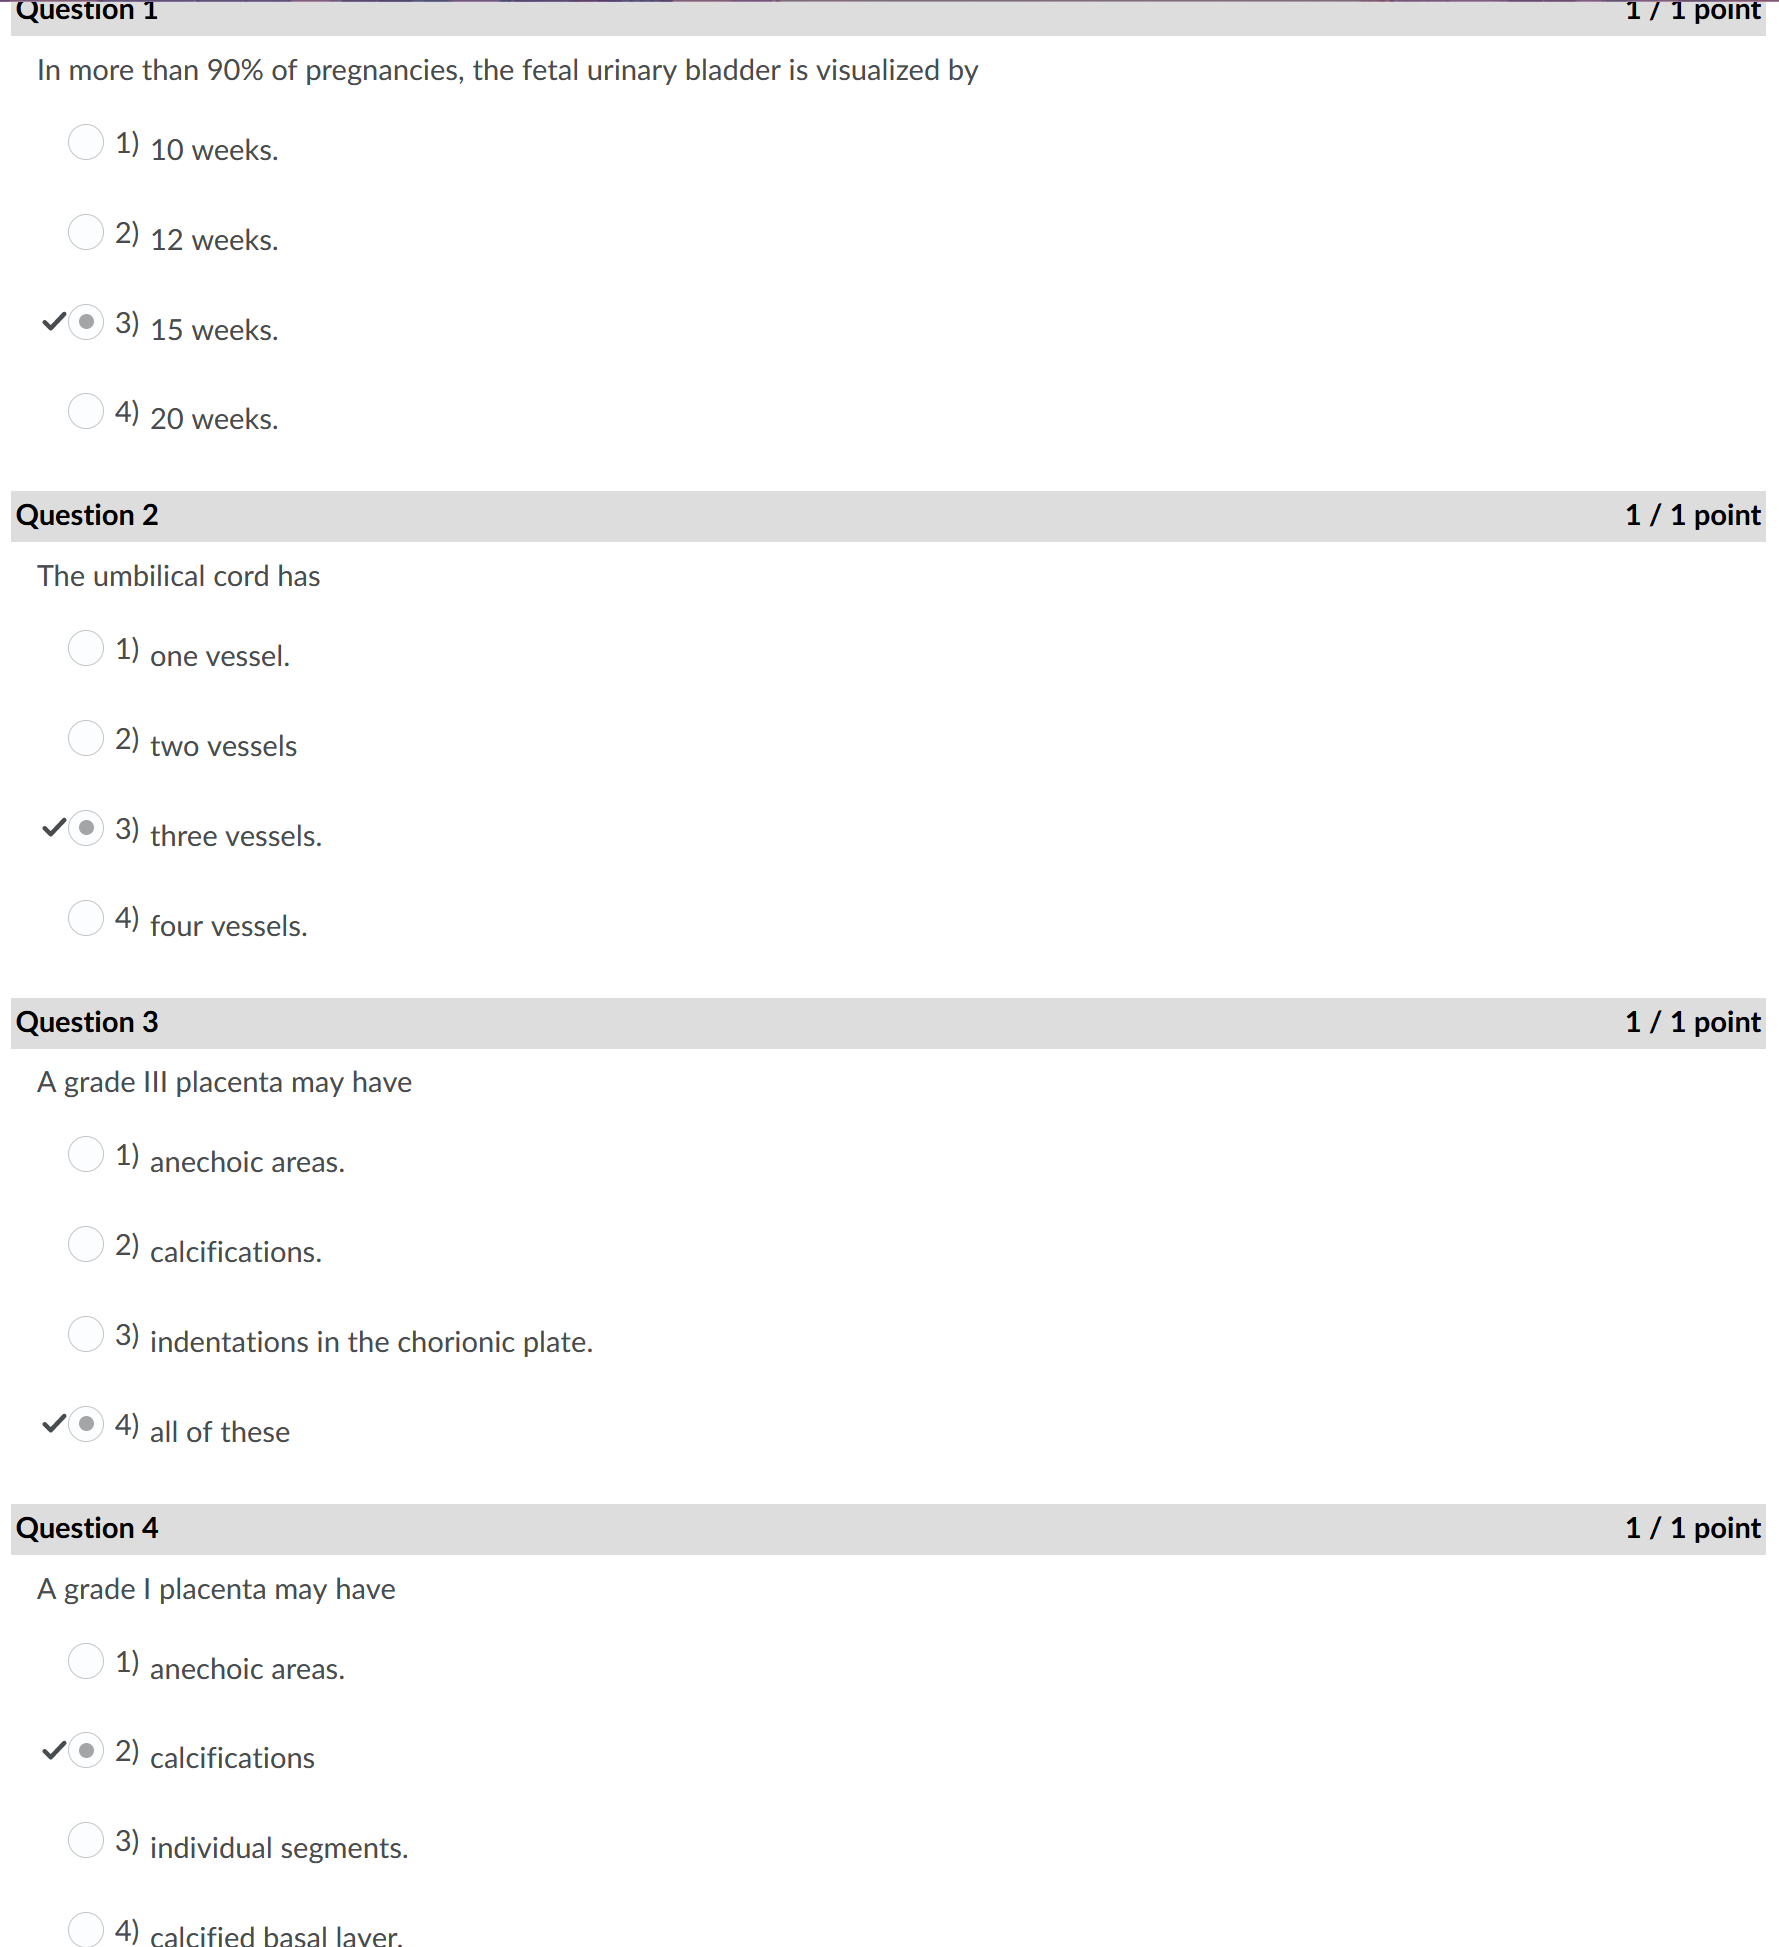 Question 1 1 / 1 point
In more than 90% of pregnancies, the fetal urinary bladder is visualized by
1) 10 weeks.
2) 12 weeks.
3) 15 weeks.
4) 20 weeks.
Question 2 1 / 1 point
The umbilical cord has
1) one vessel.
2) two vessels
3) three vessels.
4) four vessels.
Question 3 1 / 1 point
A grade III placenta may have
1) anechoic areas.
2) calcifications.
3) indentations in the chorionic plate.
4) all of these
Question 4 1 / 1 point
A grade I placenta may have
1) anechoic areas.
2) calcifications
3) individual segments.
4) calcified basal layer.